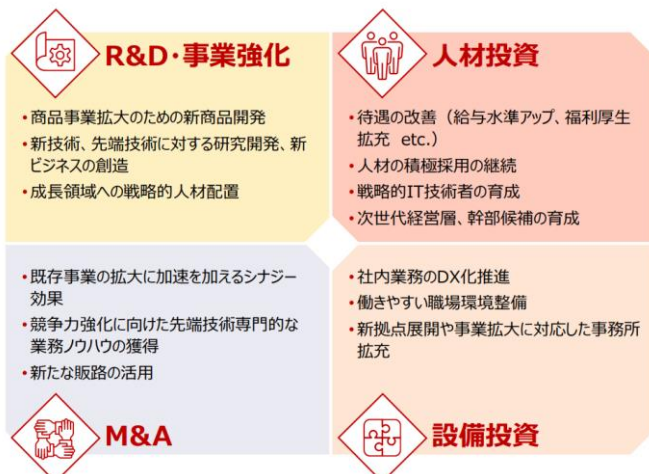 R&D・事業強化
・商品事業拡大のための新商品開発
・新技術、先端技術に対する研究開発、新
ビジネスの創造
・成長領域への戦略的人材配置
人材投資
・待遇の改善（給与水準アップ、福利厚生
拡充 etc.）
・人材の積極採用の継続
・戦略的IT技術者の育成
・次世代経営層、幹部候補の育成
・既存事業の拡大に加速を加えるシナジー
効果
・競争力強化に向けた先端技術専門的な
業務ノウハウの獲得
・新たな販路の活用
M&A
・社内業務のDX化推進
・働きやすい職場環境整備
・新拠点展開や事業拡大に対応した事務所
拡充
設備投資